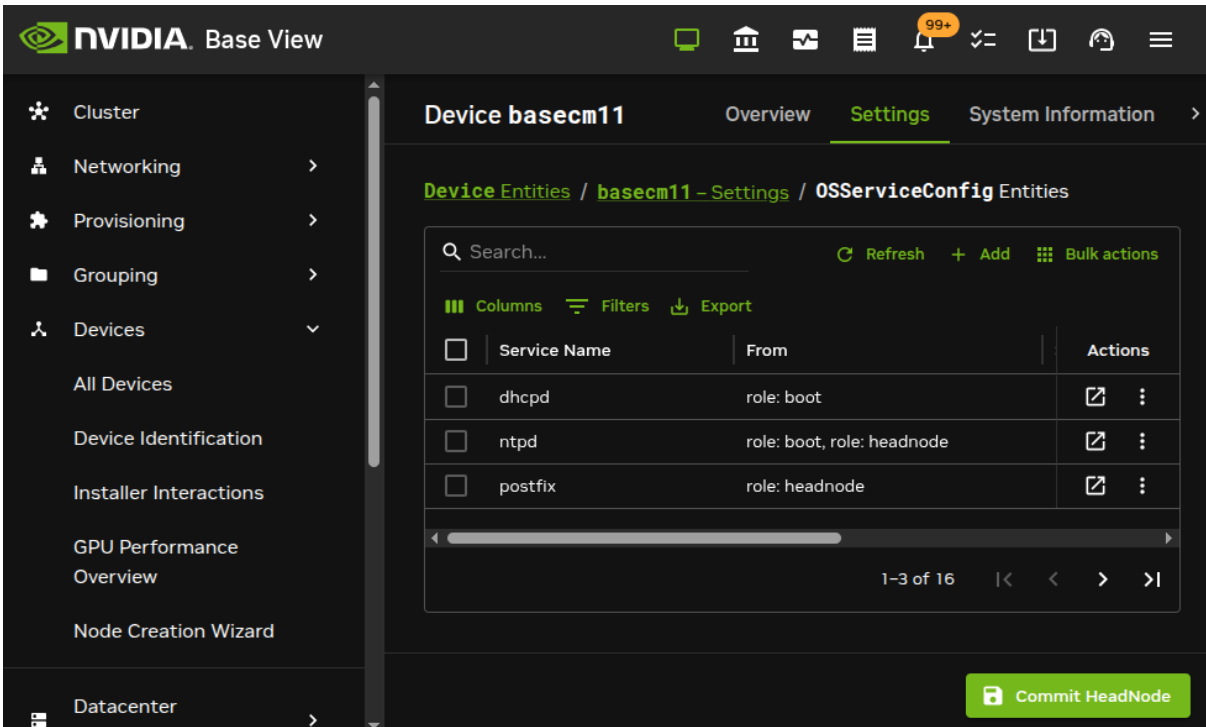 NVIDIA. Base View
99+
Cluster
Networking
Provisioning
Grouping
Devices
All Devices
Device Identification
Installer Interactions
GPU Performance
Overview
Node Creation Wizard
Datacenter
Device basecm11
Overview
Settings
System Information
Device Entities / basecm11 – Settings / OSServiceConfig Entities
Search...
Refresh
+ Add
Bulk actions
Columns
Filters
Export
Service Name From Actions
dhcpd role: boot
ntpd role: boot, role: headnode
postfix role: headnode
1–3 of 16
Commit HeadNode